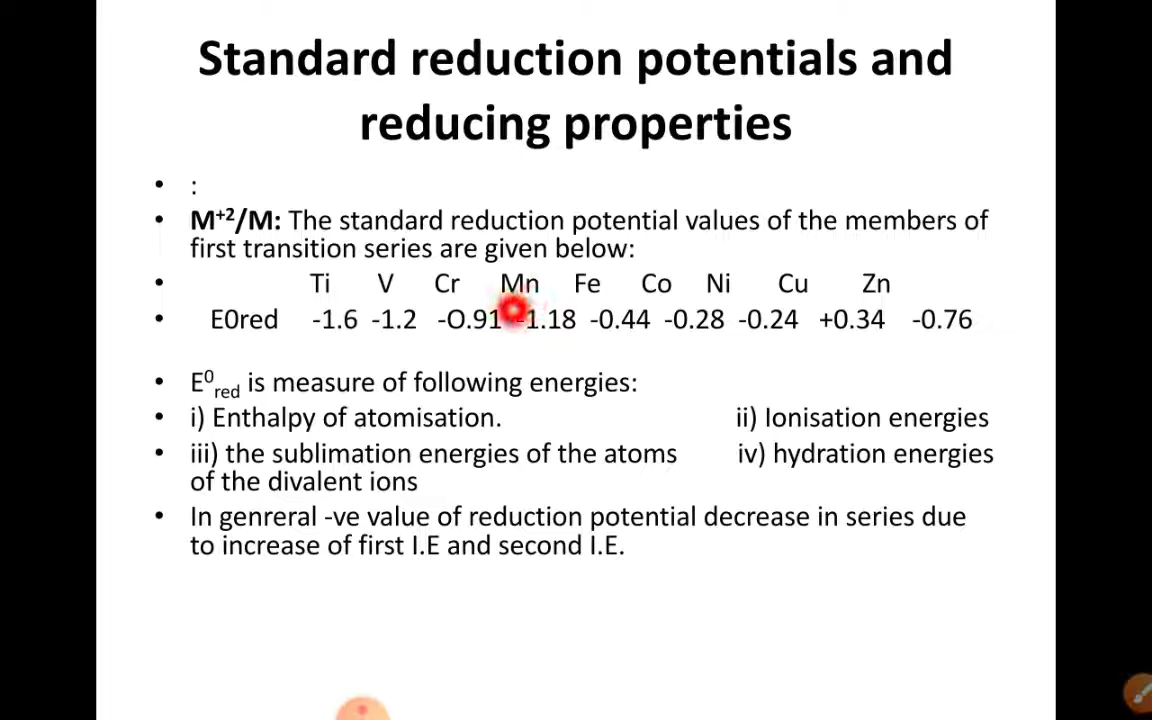 Standard reduction potentials and
reducing properties
• :
• M⁺²/M: The standard reduction potential values of the members of
first transition series are given below:
• Ti V Cr Mn Fe Co Ni Cu Zn
• E0red -1.6 -1.2 -O.91 -1.18 -0.44 -0.28 -0.24 +0.34 -0.76
• E⁰red is measure of following energies:
• i) Enthalpy of atomisation. ii) Ionisation energies
• iii) the sublimation energies of the atoms iv) hydration energies
of the divalent ions
• In genreral -ve value of reduction potential decrease in series due
to increase of first I.E and second I.E.